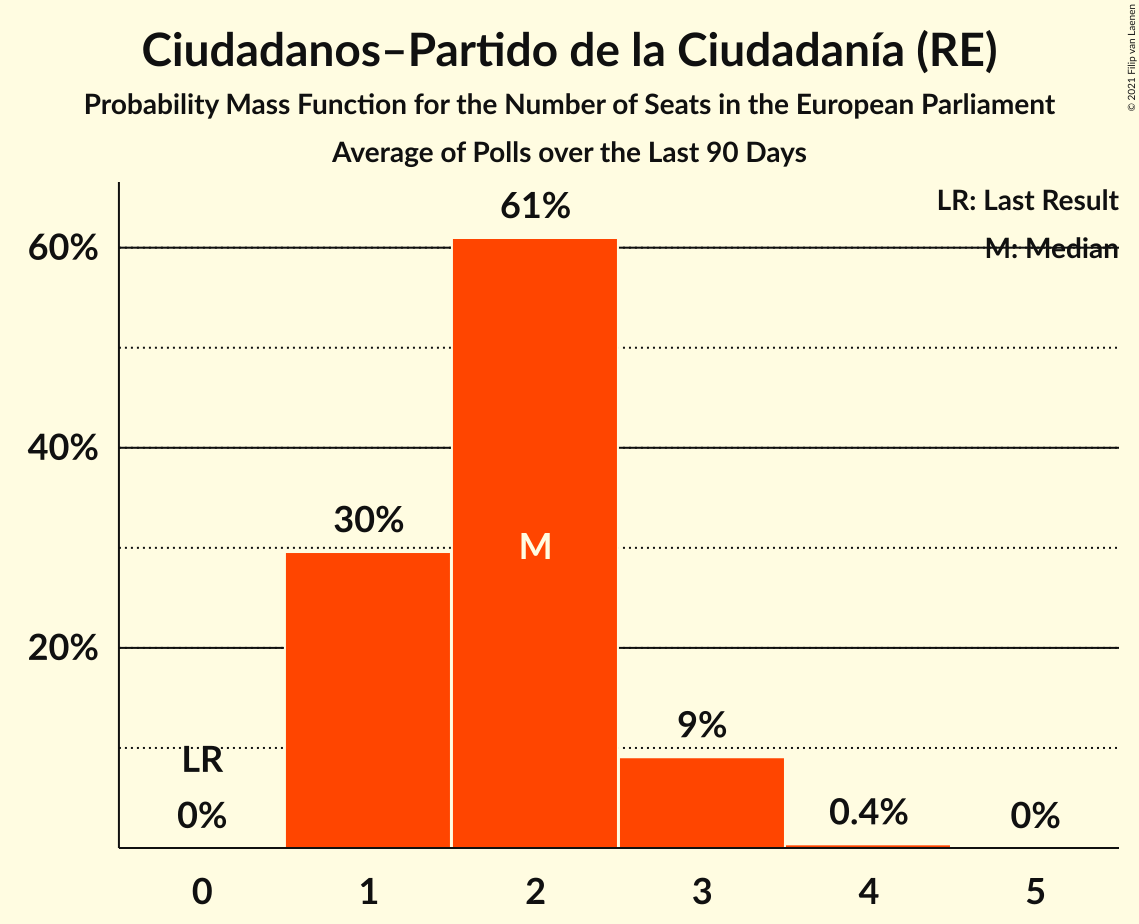 Ciudadanos–Partido de la Ciudadanía (RE)
Probability Mass Function for the Number of Seats in the European Parliament
Average of Polls over the Last 90 Days
© 2021 Filip van Laenen
LR: Last Result
M: Median
61%
60%
40%
30%
M
20%
9%
LR
0%
0.4%
0%
0 1 2 3 4 5